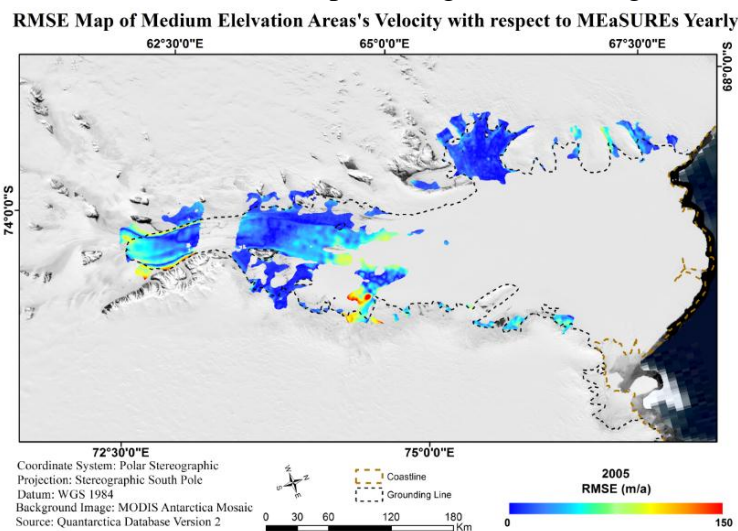 RMSE Map of Medium Elelvation Areas's Velocity with respect to MEaSUREs Yearly
62°30'0"E 65°0'0"E 67°30'0"E
68°0'0"S
74°0'0"S
72°30'0"E 75°0'0"E
Coordinate System: Polar Stereographic
Projection: Stereographic South Pole
Datum: WGS 1984
Background Image: MODIS Antarctica Mosaic
Source: Quantarctica Database Version 2
W S
N E
Coastline
Grounding Line
0 30 60 120 180
Km
2005
RMSE (m/a)
0 150